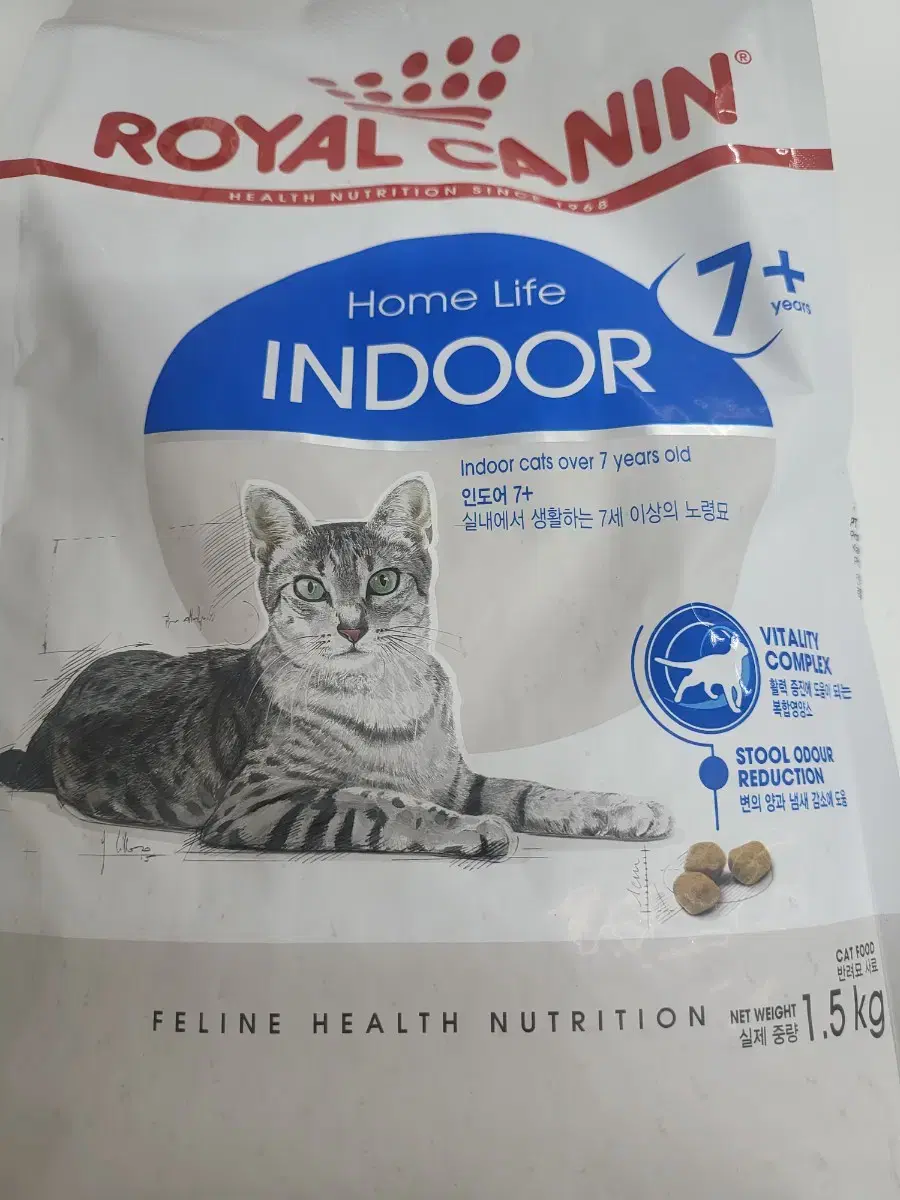 ROYAL CANIN®
HEALTH NUTRITION SINCE 1968
7+
years
Home Life
INDOOR
Indoor cats over 7 years old
인도어 7+
실내에서 생활하는 7세 이상의 노령묘
VITALITY
COMPLEX
활력 증진에 도움이 되는
복합영양소
STOOL ODOUR
REDUCTION
변의 양과 냄새 감소에 도움
CAT FOOD
반려묘 사료
FELINE HEALTH NUTRITION
NET WEIGHT
실제 중량
1.5 kg